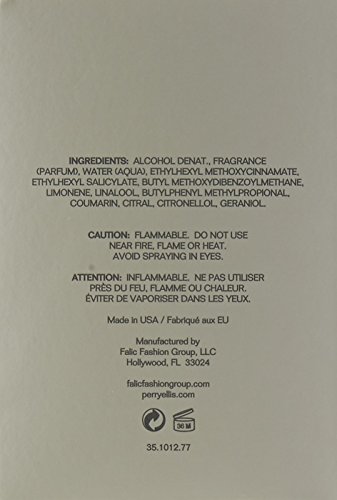 INGREDIENTS: ALCOHOL DENAT., FRAGRANCE
(PARFUM), WATER (AQUA), ETHYLHEXYL METHOXYCINNAMATE,
ETHYLHEXYL SALICYLATE, BUTYL METHOXYDIBENZOYLMETHANE,
LIMONENE, LINALOOL, BUTYLPHENYL METHYLPROPIONAL,
COUMARIN, CITRAL, CITRONELLOL, GERANIOL.
CAUTION: FLAMMABLE. DO NOT USE
NEAR FIRE, FLAME OR HEAT.
AVOID SPRAYING IN EYES.
ATTENTION: INFLAMMABLE. NE PAS UTILISER
PRÈS DU FEU, FLAMME OU CHALEUR.
ÉVITER DE VAPORISER DANS LES YEUX.
Made in USA / Fabriqué aux EU
Manufactured by
Falic Fashion Group, LLC
Hollywood, FL 33024
falicfashiongroup.com
perryellis.com
36 M
35.1012.77